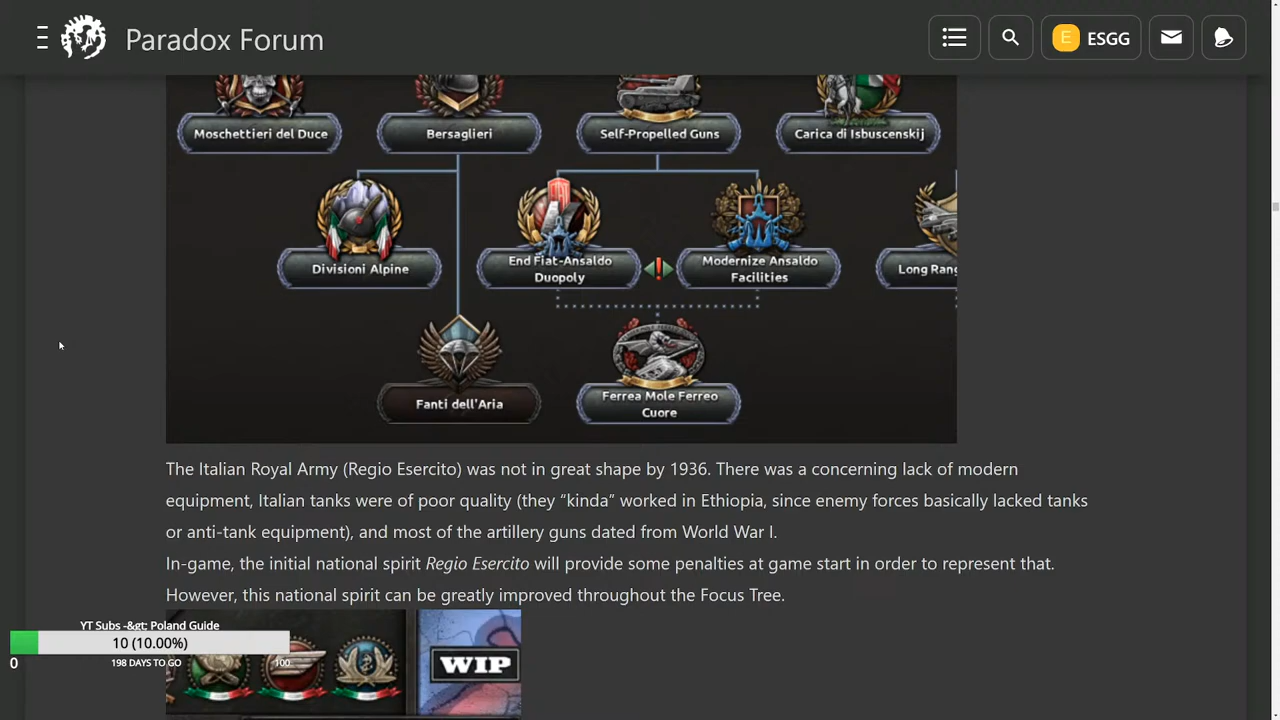 Paradox Forum
E ESGG
Moschettieri del Duce
Bersaglieri
Self-Propelled Guns
Carica di Isbuscenskij
Divisioni Alpine
End Fiat-Ansaldo
Duopoly
Modernize Ansaldo
Facilities
Long Rang
Fanti dell'Aria
Ferrea Mole Ferreo
Cuore
The Italian Royal Army (Regio Esercito) was not in great shape by 1936. There was a concerning lack of modern
equipment, Italian tanks were of poor quality (they “kinda” worked in Ethiopia, since enemy forces basically lacked tanks
or anti-tank equipment), and most of the artillery guns dated from World War I.
In-game, the initial national spirit Regio Esercito will provide some penalties at game start in order to represent that.
However, this national spirit can be greatly improved throughout the Focus Tree.
YT Subs -&gt; Poland Guide
10 (10.00%)
0
198 DAYS TO GO
100
WIP